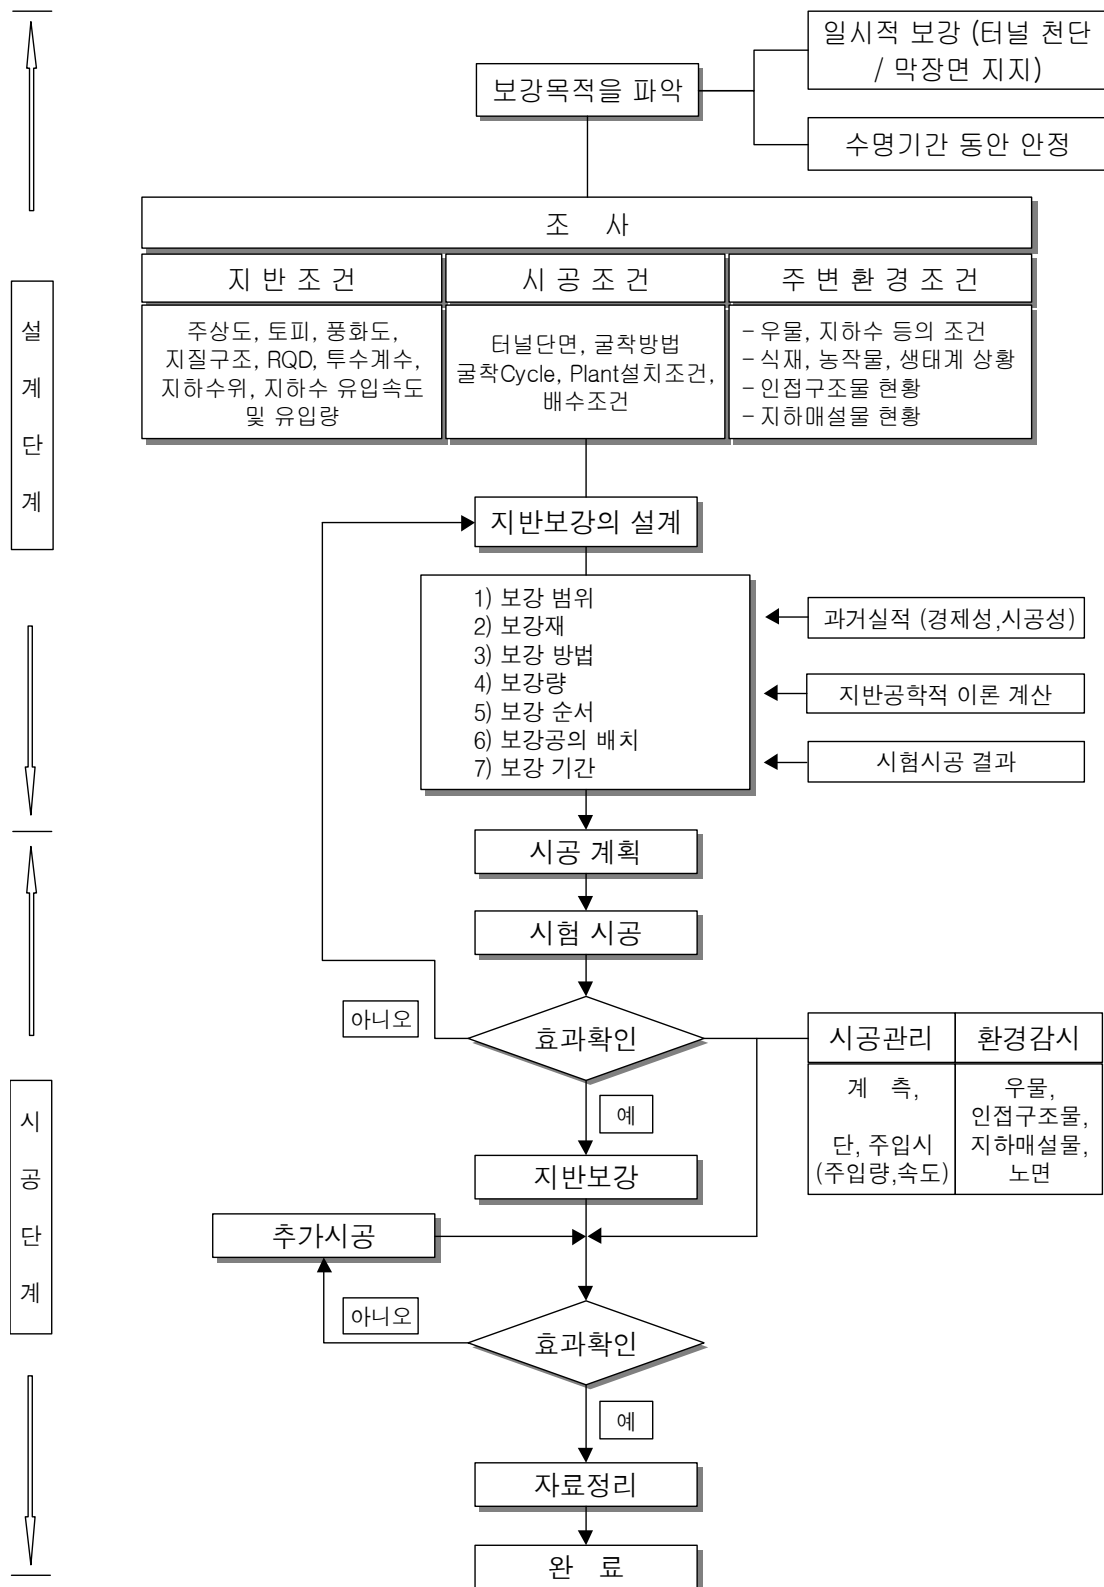 일시적 보강 (터널 천단
/ 막장면 지지)
보강목적을 파악
수명기간 동안 안정
조 사
지 반 조 건
시 공 조 건
주 변 환 경 조 건
주상도, 토피, 풍화도,
지질구조, RQD, 투수계수,
지하수위, 지하수 유입속도
및 유입량
터널단면, 굴착방법
굴착Cycle, Plant설치조건,
배수조건
- 우물, 지하수 등의 조건
- 식재, 농작물, 생태계 상황
- 인접구조물 현황
- 지하매설물 현황
설
계
단
계
지반보강의 설계
1) 보강 범위
2) 보강재
3) 보강 방법
4) 보강량
5) 보강 순서
6) 보강공의 배치
7) 보강 기간
과거실적 (경제성,시공성)
지반공학적 이론 계산
시험시공 결과
시공 계획
시험 시공
아니오
효과확인
예
시공관리
환경감시
계 측,
단, 주입시
(주입량,속도)
우물,
인접구조물,
지하매설물,
노면
시
공
단
계
지반보강
추가시공
아니오
효과확인
예
자료정리
완 료